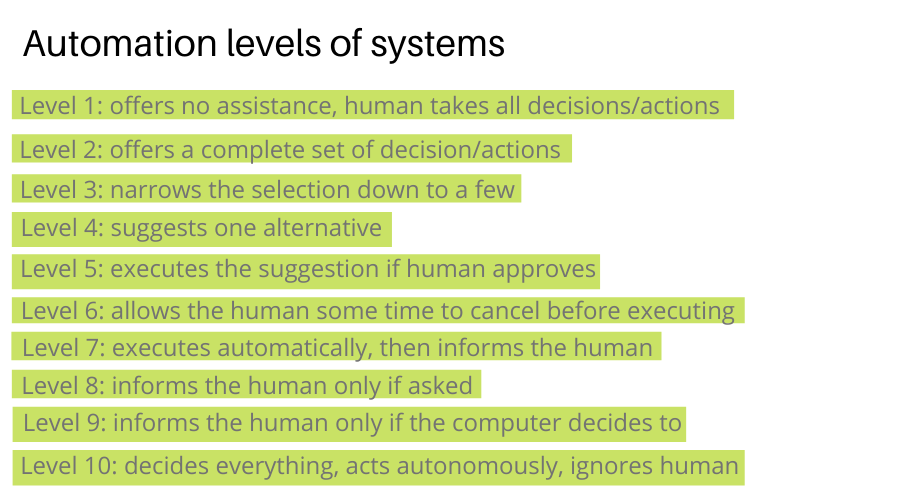 Automation levels of systems
Level 1: offers no assistance, human takes all decisions/actions
Level 2: offers a complete set of decision/actions
Level 3: narrows the selection down to a few
Level 4: suggests one alternative
Level 5: executes the suggestion if human approves
Level 6: allows the human some time to cancel before executing
Level 7: executes automatically, then informs the human
Level 8: informs the human only if asked
Level 9: informs the human only if the computer decides to
Level 10: decides everything, acts autonomously, ignores human